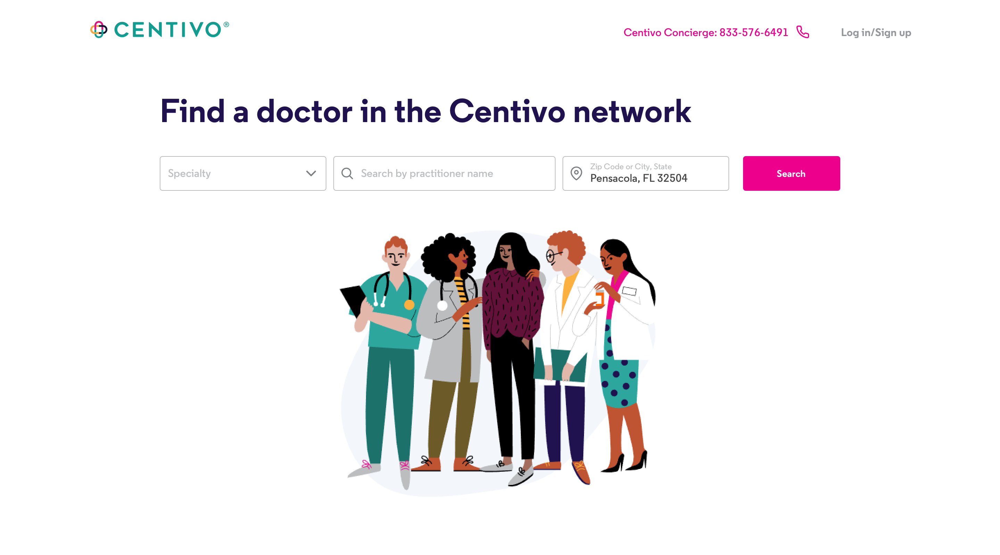 CENTIVO®
Centivo Concierge: 833-576-6491
Log in/Sign up
Find a doctor in the Centivo network
Specialty
Search by practitioner name
Zip Code or City, State
Pensacola, FL 32504
Search